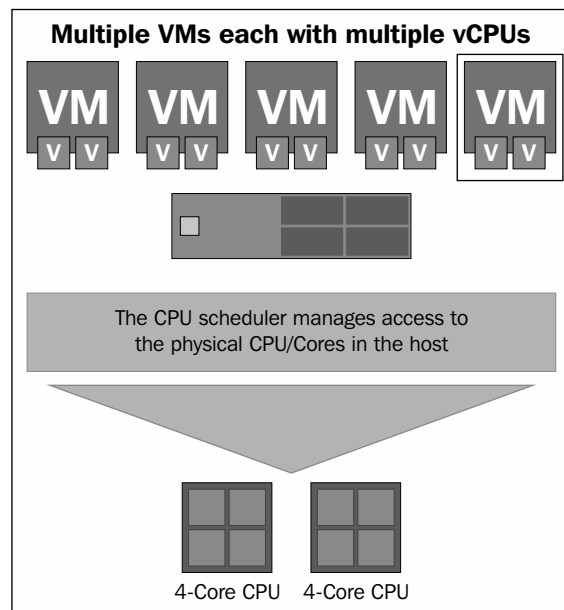 Multiple VMs each with multiple vCPUs
VM VM VM VM VM
V V V V V V V V V V
The CPU scheduler manages access to
the physical CPU/Cores in the host
4-Core CPU 4-Core CPU